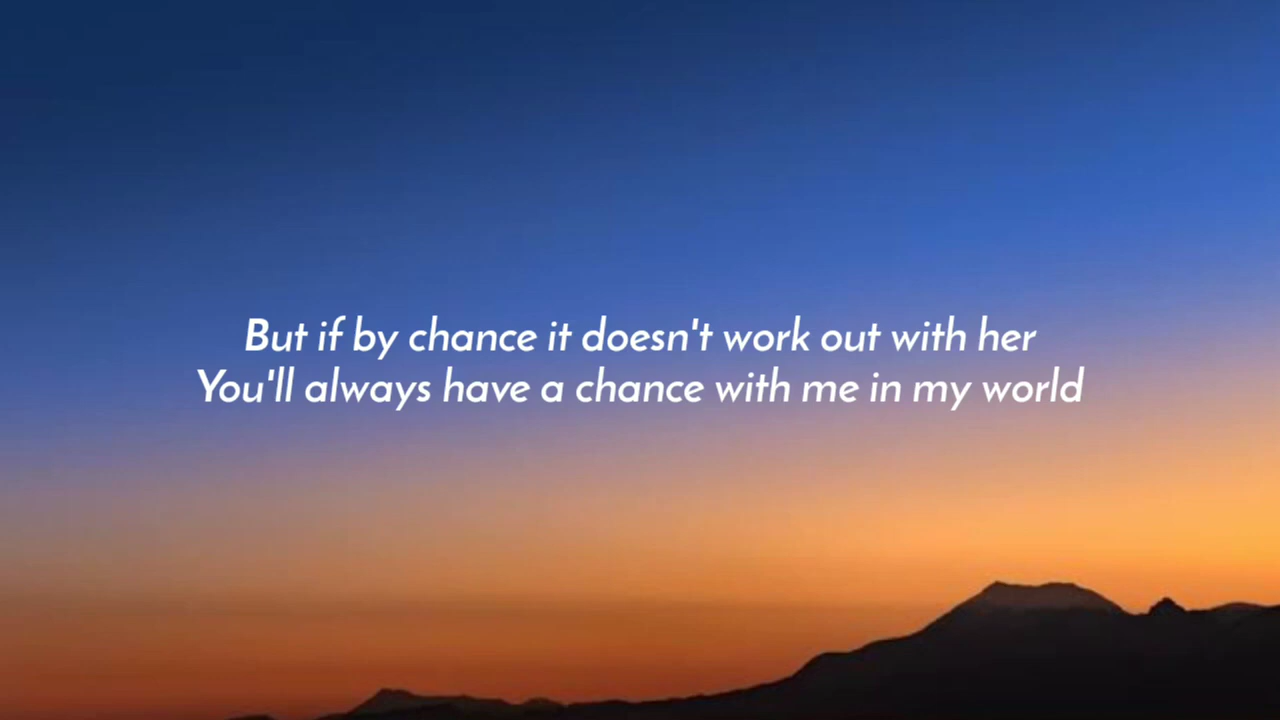 But if by chance it doesn't work out with her
You'll always have a chance with me in my world